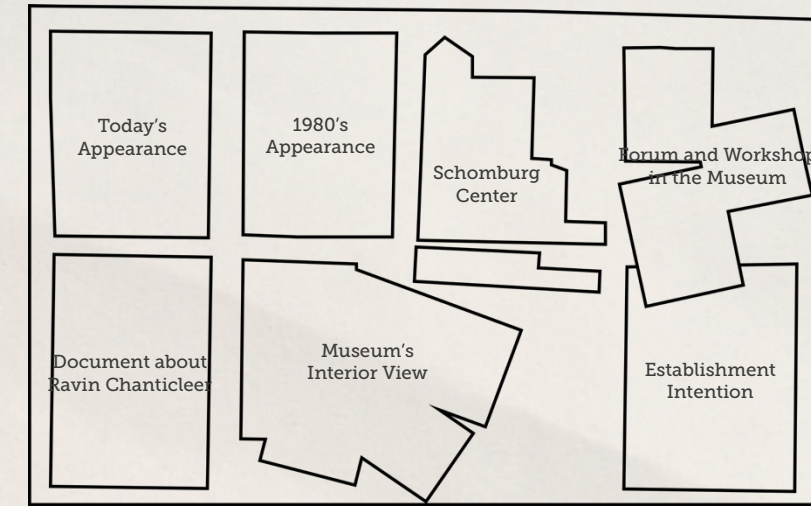 Today's
Appearance
1980's
Appearance
Schomburg
Center
Forum and Workshop
in the Museum
Document about
Ravin Chanticleer
Museum's
Interior View
Establishment
Intention